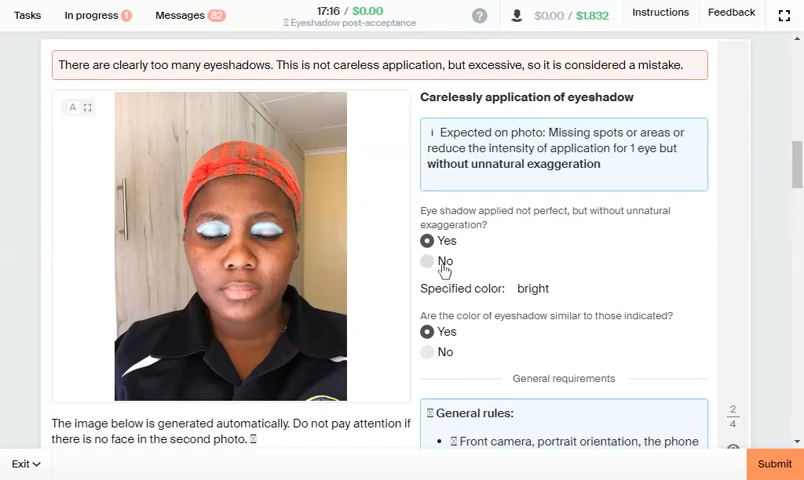 Tasks
In progress 1
Messages 82
17:16 / $0.00
Eyeshadow post-acceptance
?
$0.00 / $1.832
Instructions
Feedback
There are clearly too many eyeshadows. This is not careless application, but excessive, so it is considered a mistake.
A
Carelessly application of eyeshadow
i Expected on photo: Missing spots or areas or
reduce the intensity of application for 1 eye but
without unnatural exaggeration
Eye shadow applied not perfect, but without unnatural
exaggeration?
Yes
No
Specified color: bright
Are the color of eyeshadow similar to those indicated?
Yes
No
General requirements
General rules:
Front camera, portrait orientation, the phone
2
4
The image below is generated automatically. Do not pay attention if
there is no face in the second photo.
Exit
Submit